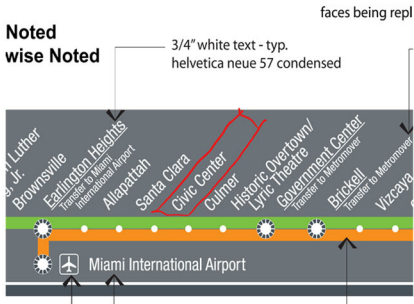 faces being repl
Noted
wise Noted
3/4" white text - typ.
helvetica neue 57 condensed
Luther
, Jr.
Brownsville
Earlington Heights
Transfer to Miami
International Airport
Allapattah
Santa Clara
Civic Center
Culmer
Historic Overtown/
Lyric Theatre
Government Center
Transfer to Metromover
Brickell
Transfer to Metromover
Vizcaya
Miami International Airport